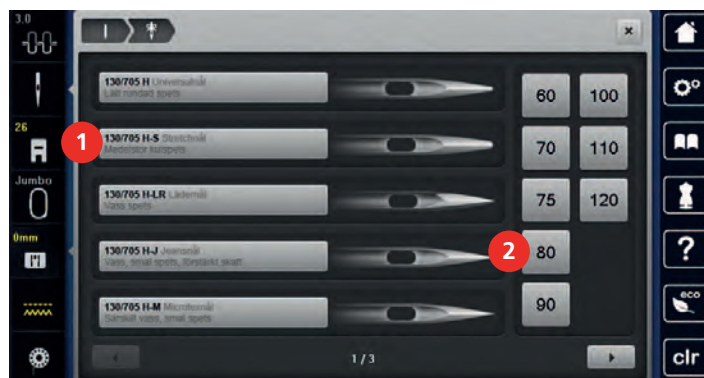 3.0
26
Jumbo
0mm
130/705 H Universalnål
Lätt rundad spets
130/705 H-S Stretchnål
Medelstor kulspets
130/705 H-LR Lädernål
Vass spets
130/705 H-J Jeansnål
Vass, smal spets, förstärkt skaft
130/705 H-M Microtexnål
Särskilt vass, smal spets
1
2
60 100
70 110
75 120
80
90
1 / 3
?
eco
clr